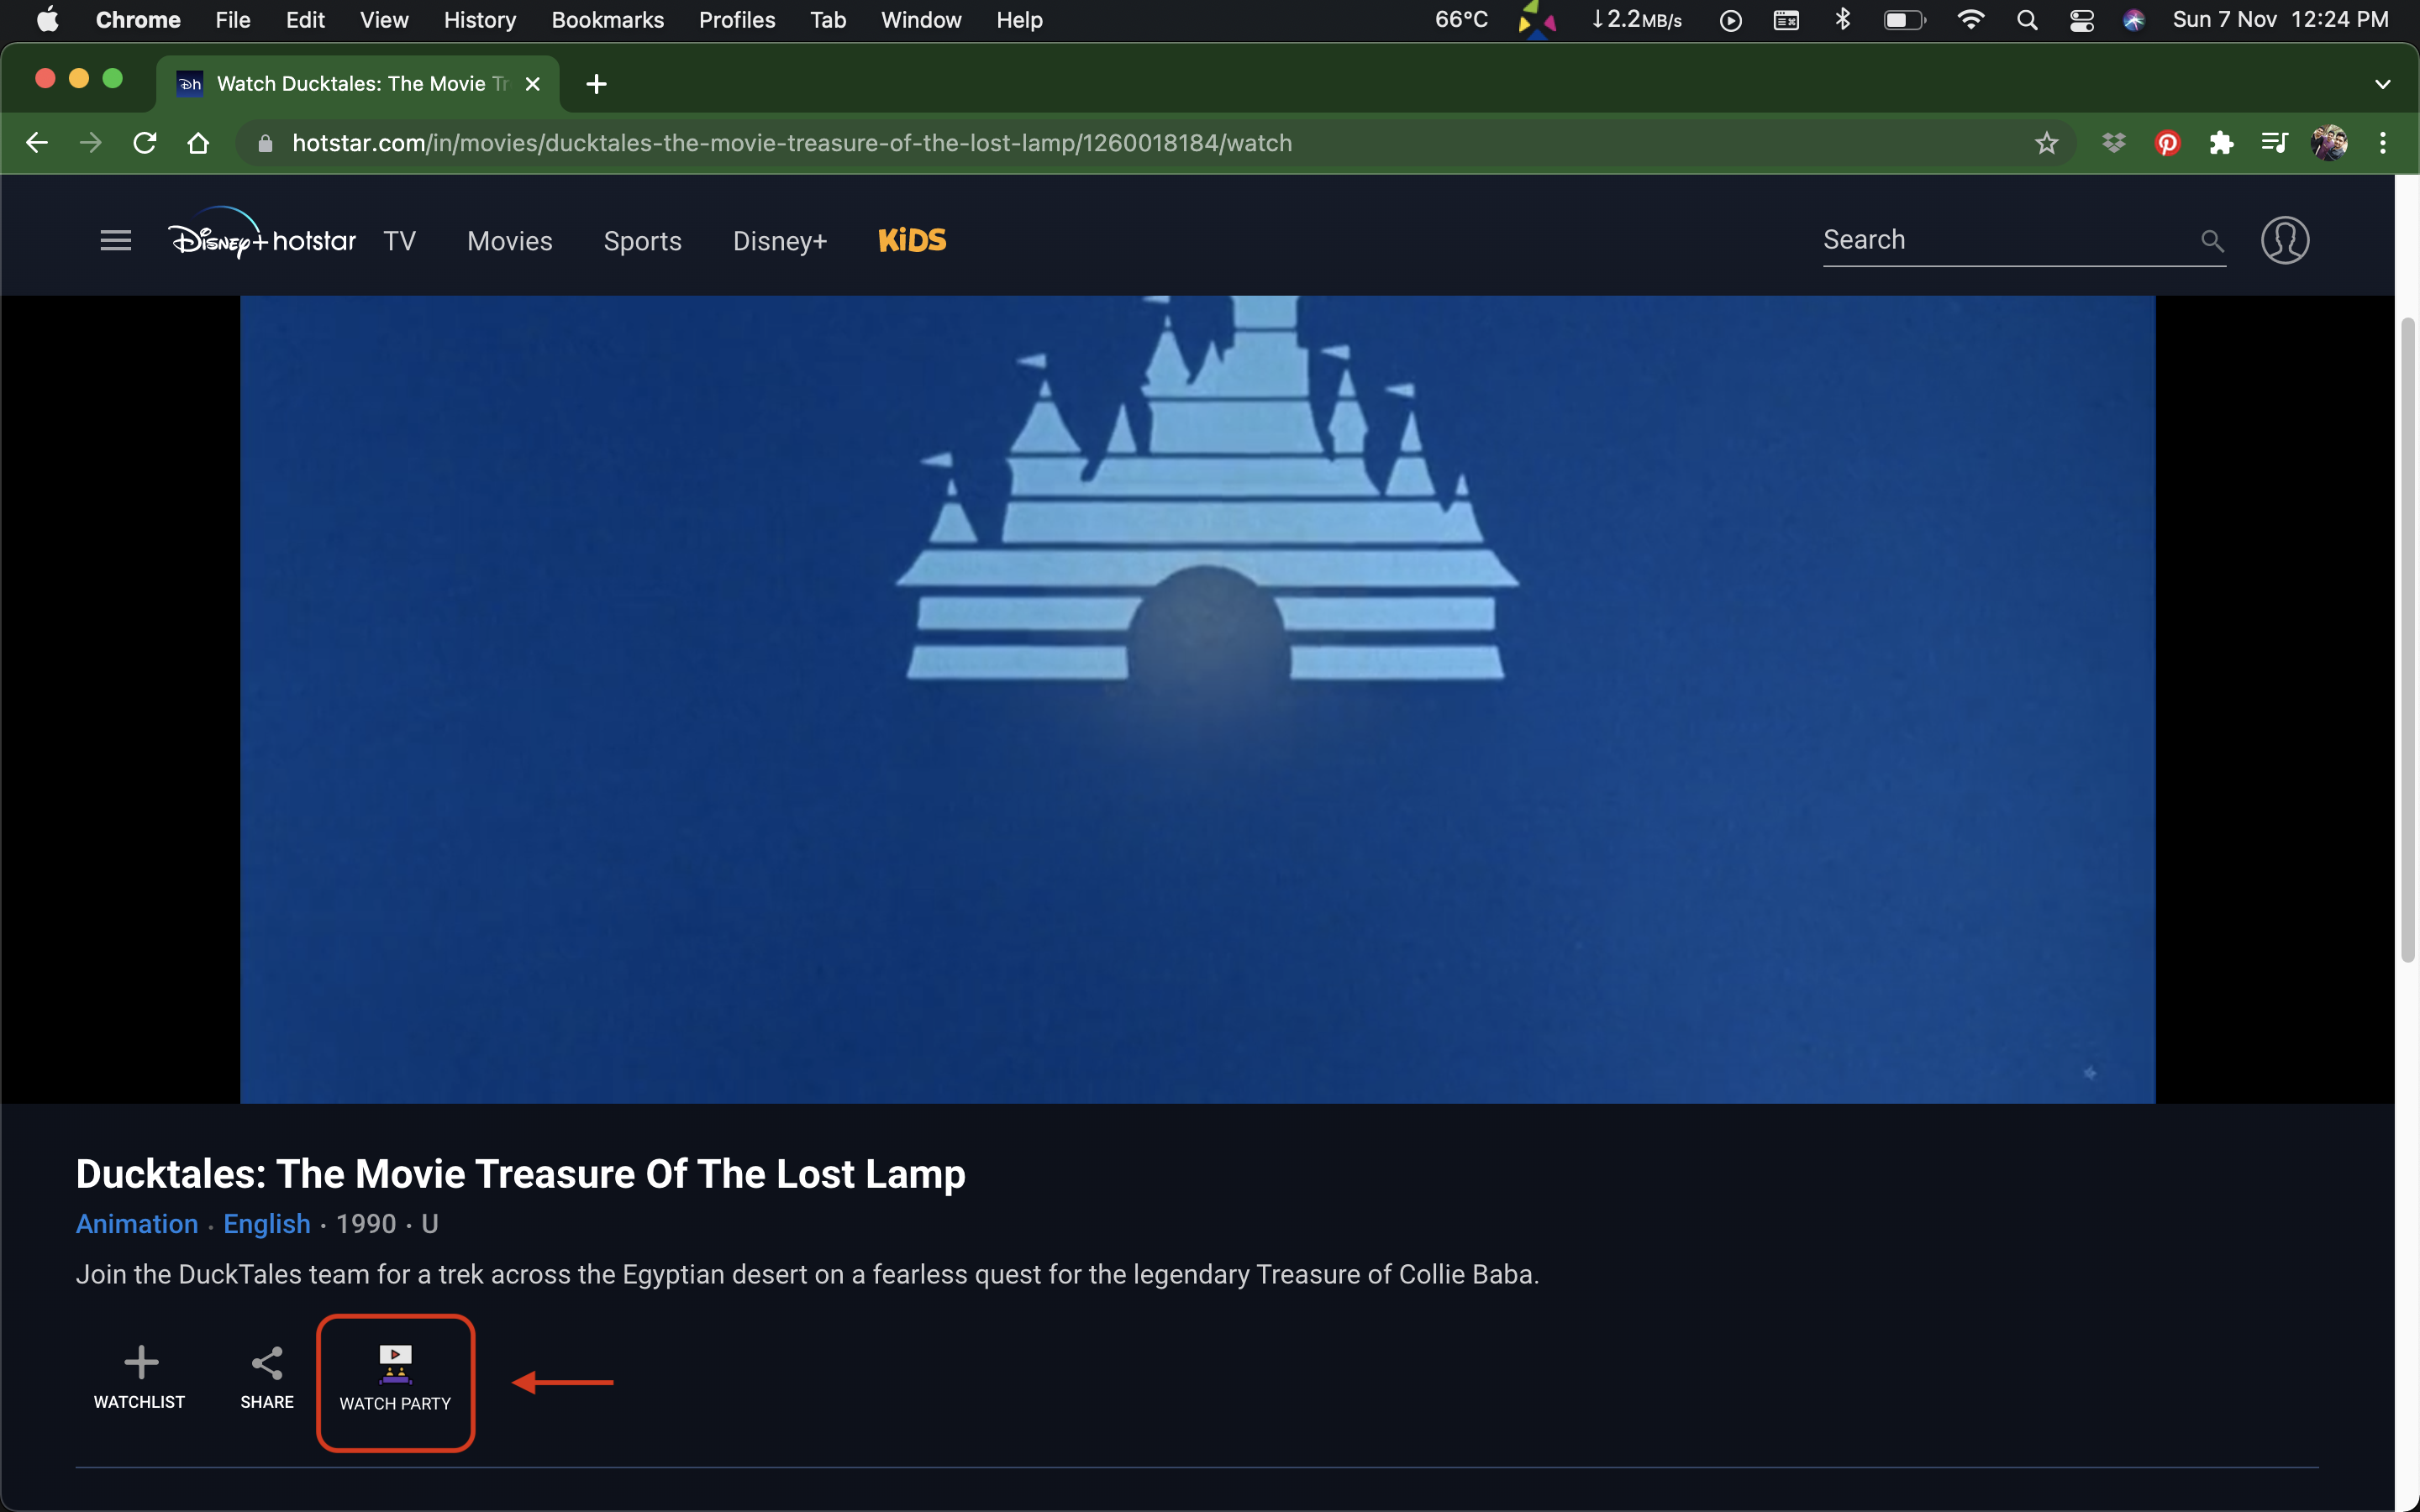 Chrome File Edit View History Bookmarks Profiles Tab Window Help 66°C ↓2.2MB/s Sun 7 Nov 12:24 PM
Dh Watch Ducktales: The Movie Tr
hotstar.com/in/movies/ducktales-the-movie-treasure-of-the-lost-lamp/1260018184/watch
Disney+ hotstar TV Movies Sports Disney+ KiDS Search
Ducktales: The Movie Treasure Of The Lost Lamp
Animation · English · 1990 · U
Join the DuckTales team for a trek across the Egyptian desert on a fearless quest for the legendary Treasure of Collie Baba.
WATCHLIST SHARE WATCH PARTY